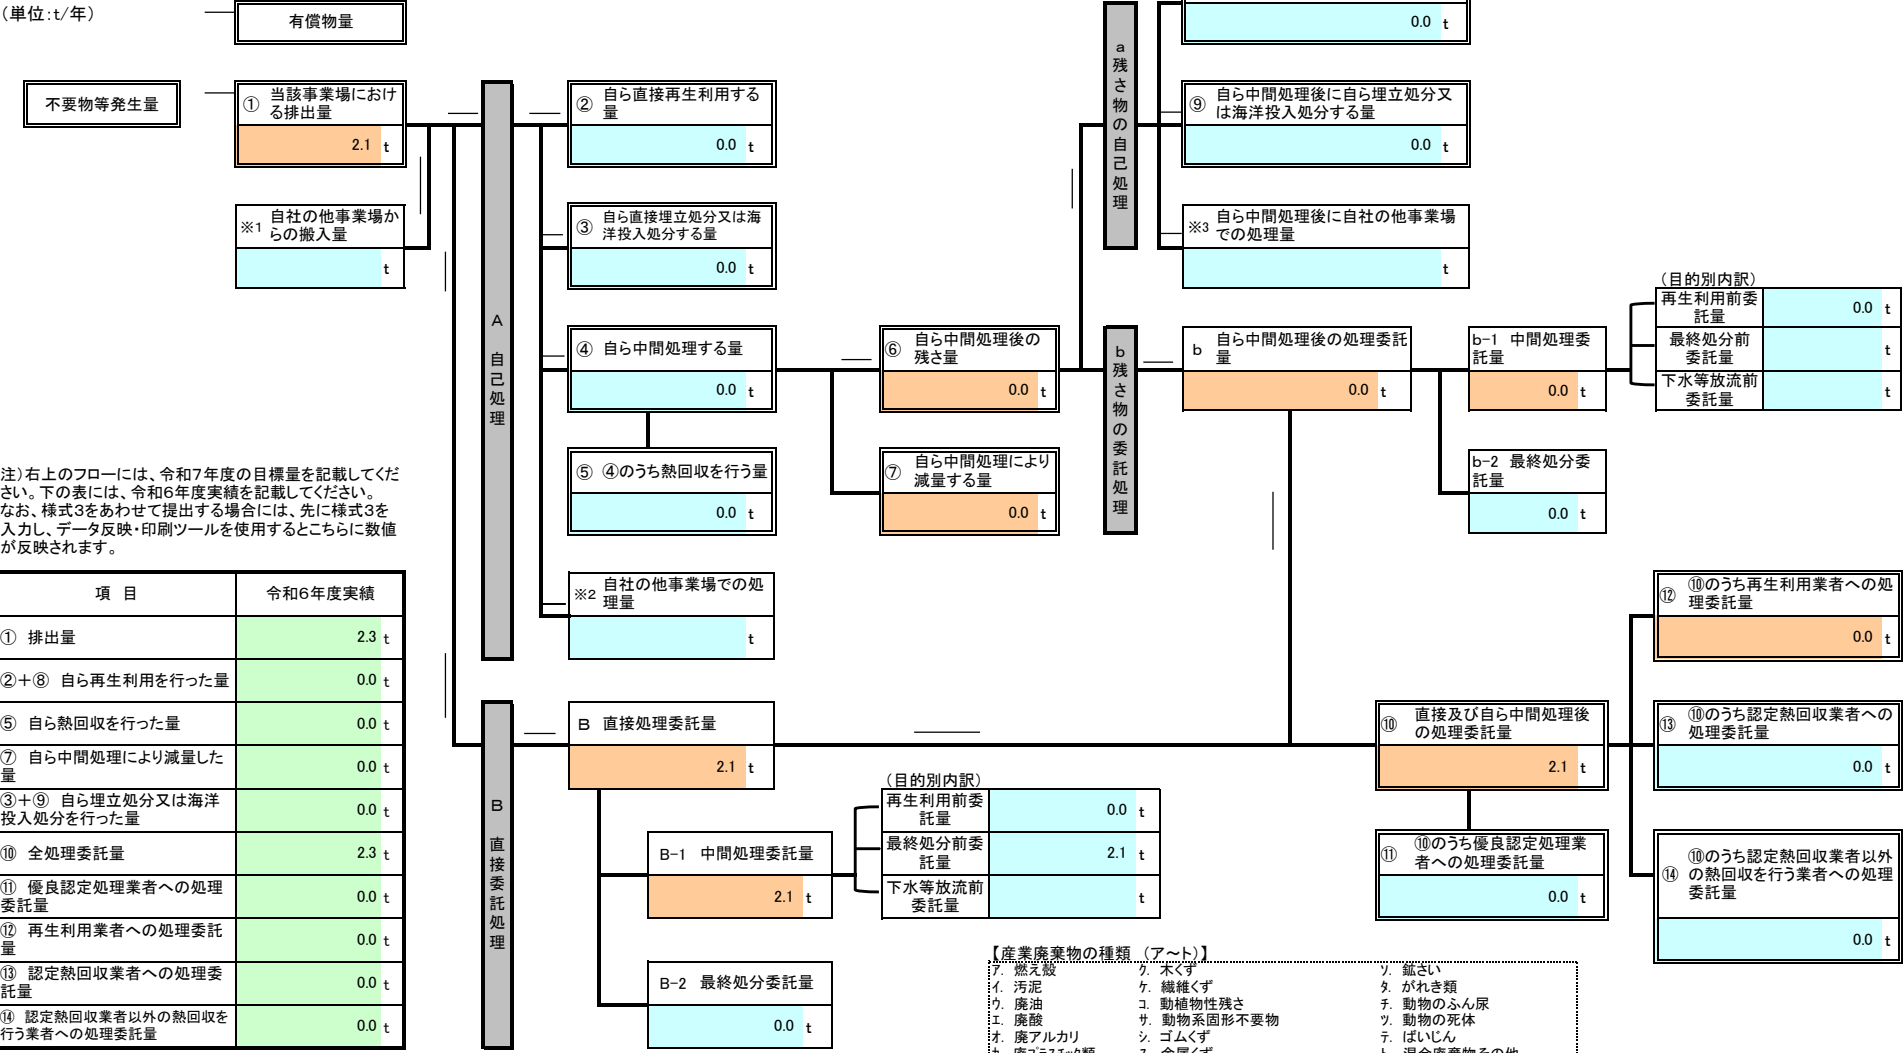 （単位：t/年）
有償物量
0.0 t
不要物等発生量
① 当該事業場におけ
る排出量
2.1 t
※1 自社の他事業場か
らの搬入量
t
A 自己処理
② 自ら直接再生利用する
量
0.0 t
③ 自ら直接埋立処分又は海
洋投入処分する量
0.0 t
④ 自ら中間処理する量
0.0 t
⑤ ④のうち熱回収を行う量
0.0 t
※2 自社の他事業場での処
理量
t
⑥ 自ら中間処理後の
残さ量
0.0 t
⑦ 自ら中間処理により
減量する量
0.0 t
a残さ物の自己処理
⑨ 自ら中間処理後に自ら埋立処分又
は海洋投入処分する量
0.0 t
※3 自ら中間処理後に自社の他事業場
での処理量
t
b残さ物の委託処理
b 自ら中間処理後の処理委託
量
0.0 t
b-1 中間処理委
託量
0.0 t
b-2 最終処分委
託量
0.0 t
（目的別内訳）
再生利用前委
託量
0.0 t
最終処分前
委託量
t
下水等放流前
委託量
t
注）右上のフローには、令和7年度の目標量を記載してくだ
さい。下の表には、令和6年度実績を記載してください。
なお、様式3をあわせて提出する場合には、先に様式3を
入力し、データ反映・印刷ツールを使用するとこちらに数値
が反映されます。
項 目 令和6年度実績
① 排出量 2.3 t
②＋⑧ 自ら再生利用を行った量 0.0 t
⑤ 自ら熱回収を行った量 0.0 t
⑦ 自ら中間処理により減量した
量 0.0 t
③＋⑨ 自ら埋立処分又は海洋
投入処分を行った量 0.0 t
⑩ 全処理委託量 2.3 t
⑪ 優良認定処理業者への処理
委託量 0.0 t
⑫ 再生利用業者への処理委託
量 0.0 t
⑬ 認定熱回収業者への処理委
託量 0.0 t
⑭ 認定熱回収業者以外の熱回収を
行う業者への処理委託量 0.0 t
B 直接委託処理
B 直接処理委託量
2.1 t
B-1 中間処理委託量
2.1 t
B-2 最終処分委託量
0.0 t
（目的別内訳）
再生利用前委
託量
0.0 t
最終処分前委
託量
2.1 t
下水等放流前
委託量
t
⑩ 直接及び自ら中間処理後
の処理委託量
2.1 t
⑪ ⑩のうち優良認定処理業
者への処理委託量
0.0 t
⑫ ⑩のうち再生利用業者への処
理委託量
0.0 t
⑬ ⑩のうち認定熱回収業者への
処理委託量
0.0 t
⑭ ⑩のうち認定熱回収業者以外
の熱回収を行う業者への処理
委託量
0.0 t
【産業廃棄物の種類 （ア～ト）】
ア. 燃え殻 ク. 木くず ソ. 鉱さい
イ. 汚泥 ケ. 繊維くず タ. がれき類
ウ. 廃油 コ. 動植物性残さ チ. 動物のふん尿
エ. 廃酸 サ. 動物系固形不要物 ツ. 動物の死体
オ. 廃アルカリ シ. ゴムくず テ. ばいじん
カ. 廃プラスチック類 ス. 金属くず ト. 混合廃棄物その他